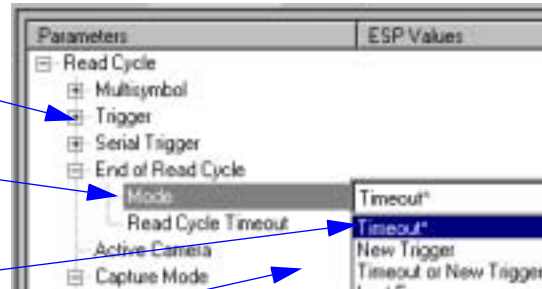 Parameters ESP Values
Read Cycle
Multisymbol
Trigger
Serial Trigger
End of Read Cycle
Mode Timeout*
Read Cycle Timeout Timeout*
Active Camera New Trigger
Capture Mode Timeout or New Trigger